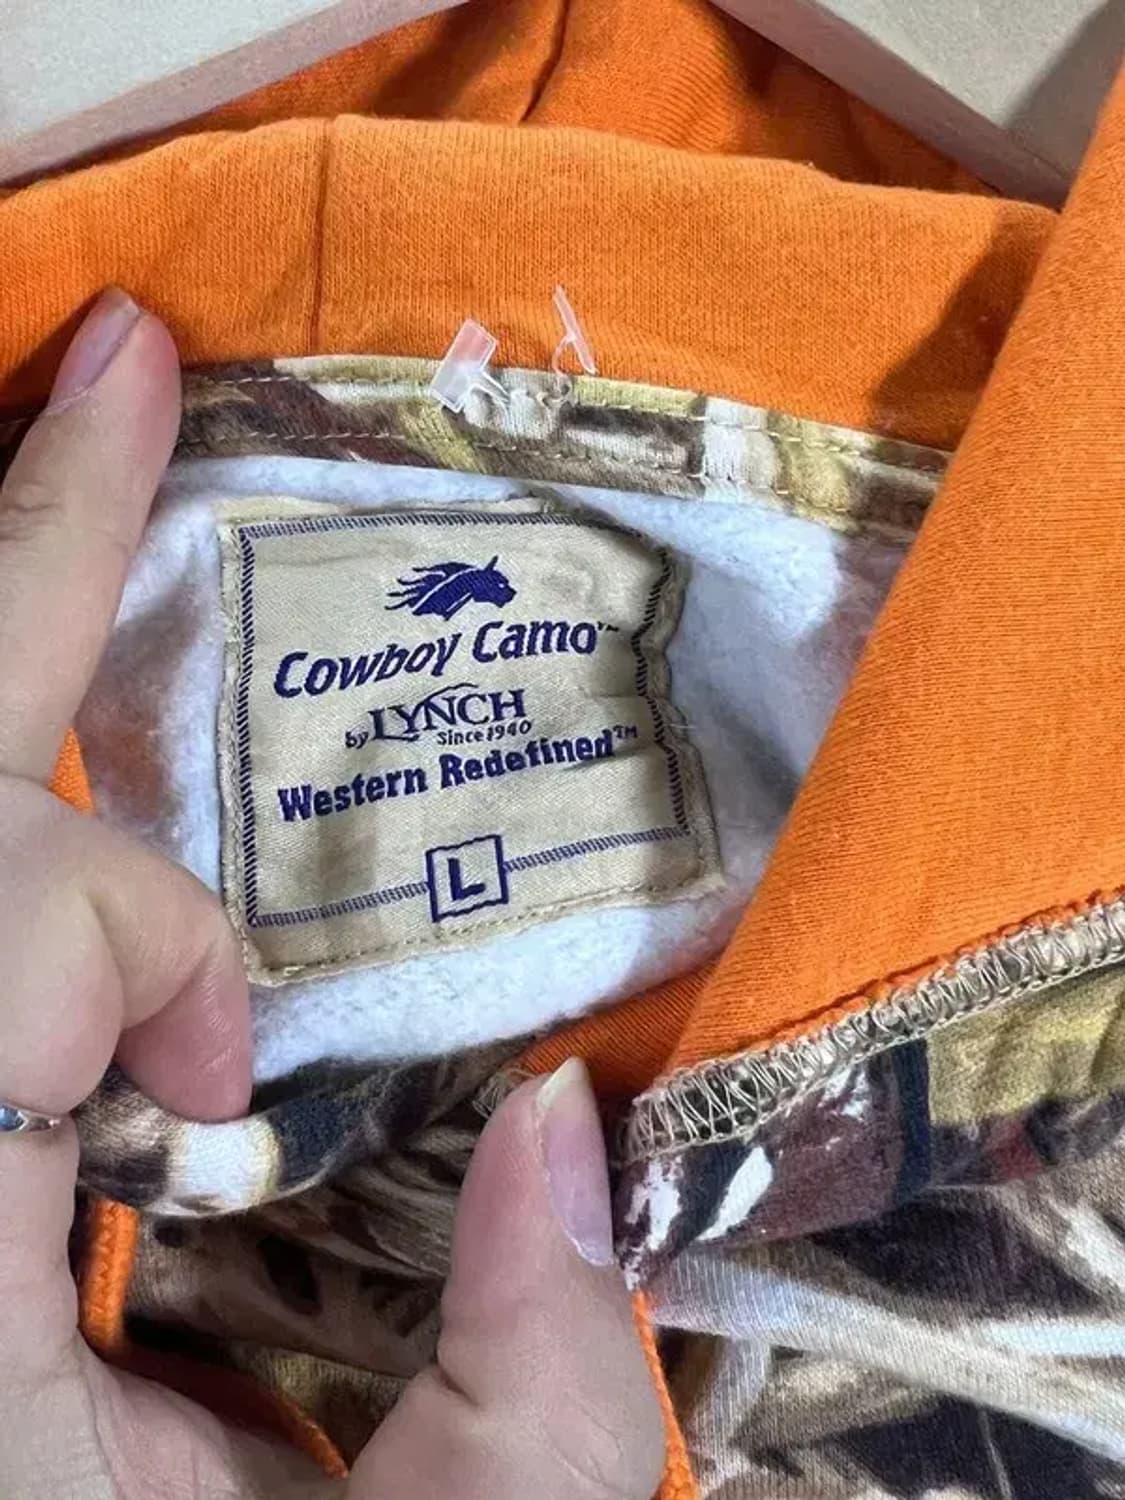 Cowboy Camo™
by LYNCH
Since 1940
Western Redefined™
L